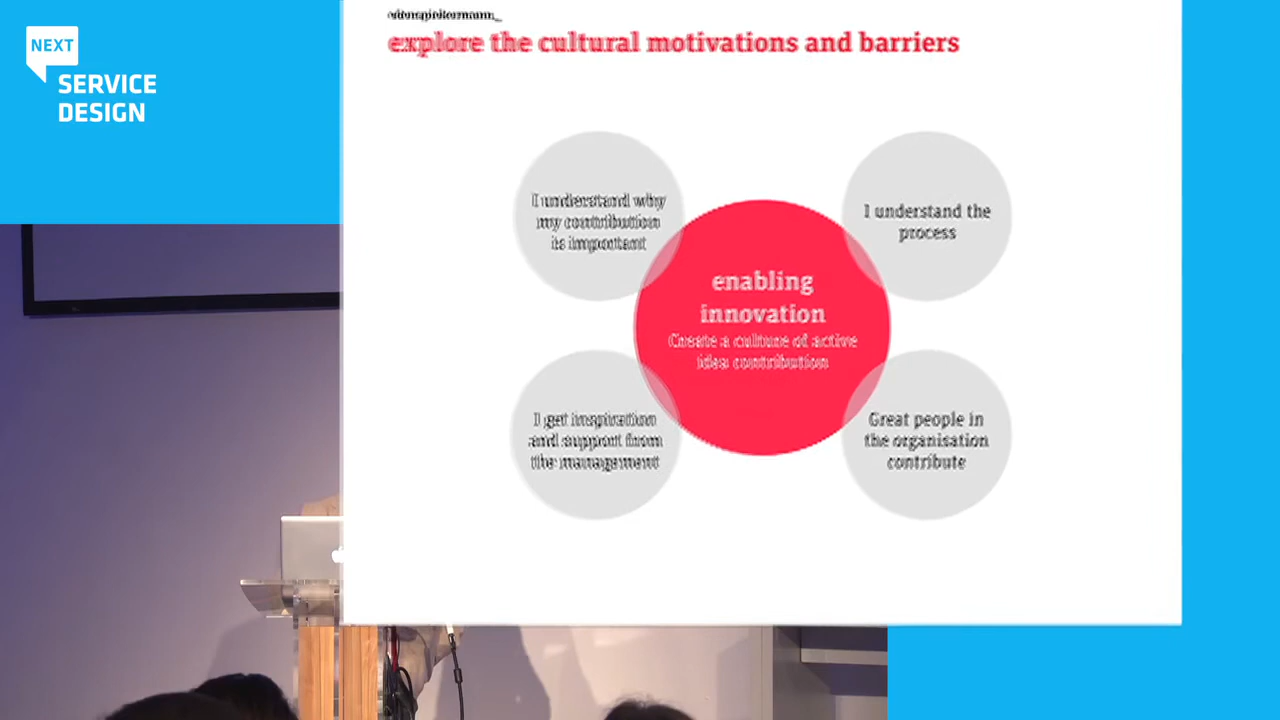 NEXT
SERVICE
DESIGN
edenspiekermann_
explore the cultural motivations and barriers
I understand why
my contribution
is important
I understand the
process
enabling
innovation
Create a culture of active
idea contribution
I get inspiration
and support from
the management
Great people in
the organisation
contribute